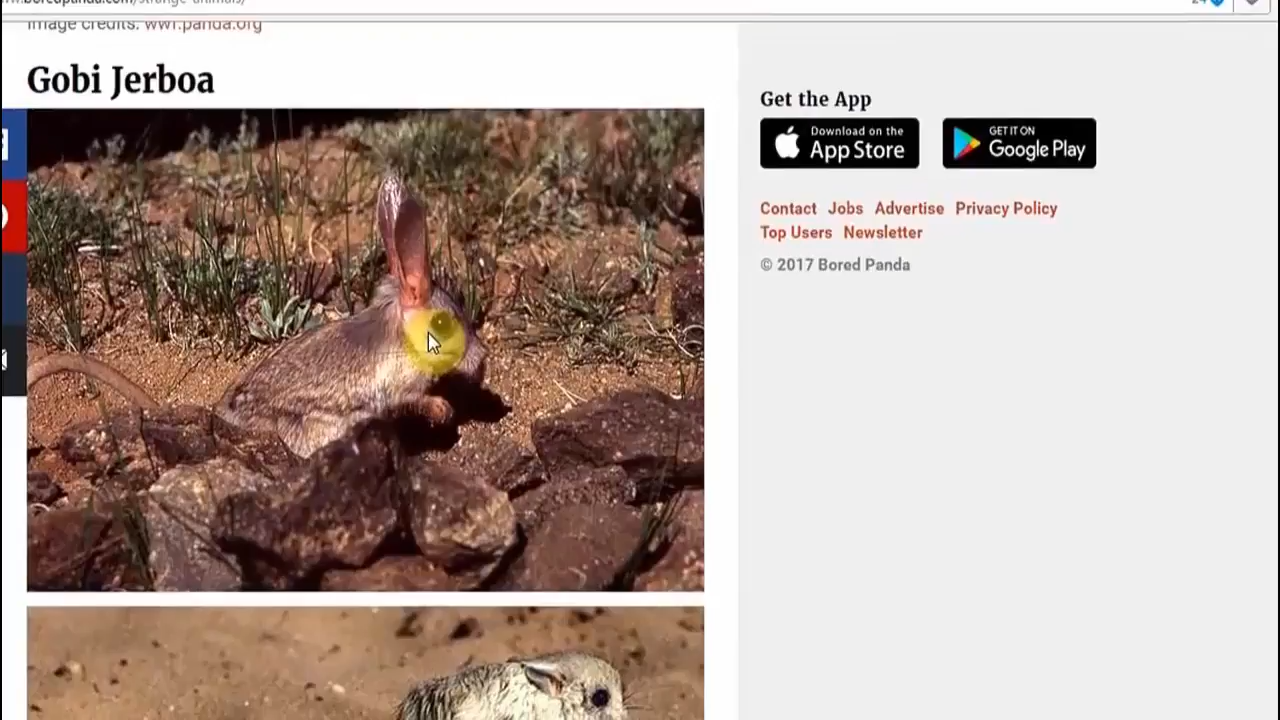 Image credits: wwf.panda.org
Gobi Jerboa
Get the App
Download on the
App Store
GET IT ON
Google Play
Contact Jobs Advertise Privacy Policy
Top Users Newsletter
© 2017 Bored Panda